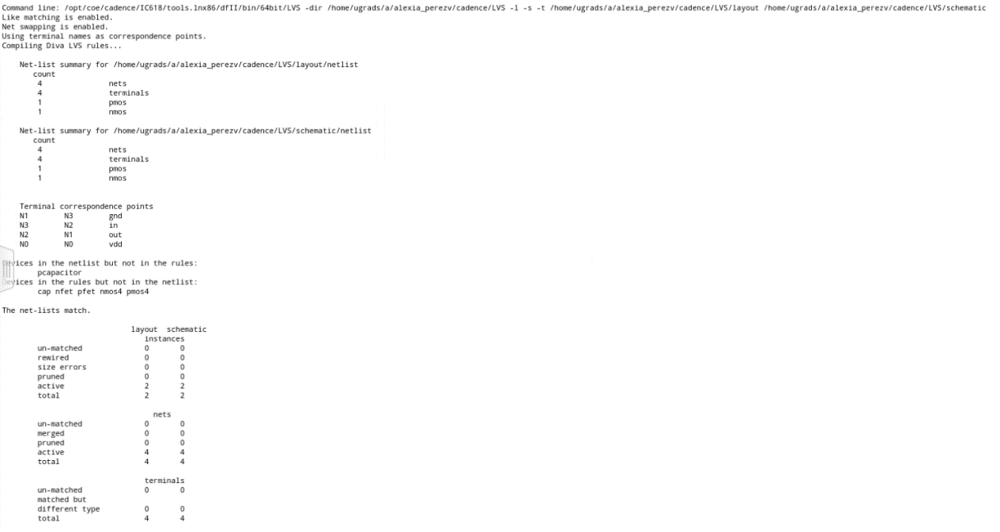 Command line: /opt/coe/cadence/IC618/tools.lnx86/dfII/bin/64bit/LVS -dir /home/ugrads/a/alexia_perezv/cadence/LVS -l -s -t /home/ugrads/a/alexia_perezv/cadence/LVS/layout /home/ugrads/a/alexia_perezv/cadence/LVS/schematic
Like matching is enabled.
Net swapping is enabled.
Using terminal names as correspondence points.
Compiling Diva LVS rules...
Net-list summary for /home/ugrads/a/alexia_perezv/cadence/LVS/layout/netlist
count
4 nets
4 terminals
1 pmos
1 nmos
Net-list summary for /home/ugrads/a/alexia_perezv/cadence/LVS/schematic/netlist
count
4 nets
4 terminals
1 pmos
1 nmos
Terminal correspondence points
N1 N3 gnd
N3 N2 in
N2 N1 out
N0 N0 vdd
Devices in the netlist but not in the rules:
pcapacitor
Devices in the rules but not in the netlist:
cap nfet pfet nmos4 pmos4
The net-lists match.
layout schematic
instances
un-matched 0 0
rewired 0 0
size errors 0 0
pruned 0 0
active 2 2
total 2 2
nets
un-matched 0 0
merged 0 0
pruned 0 0
active 4 4
total 4 4
terminals
un-matched 0 0
matched but
different type 0 0
total 4 4